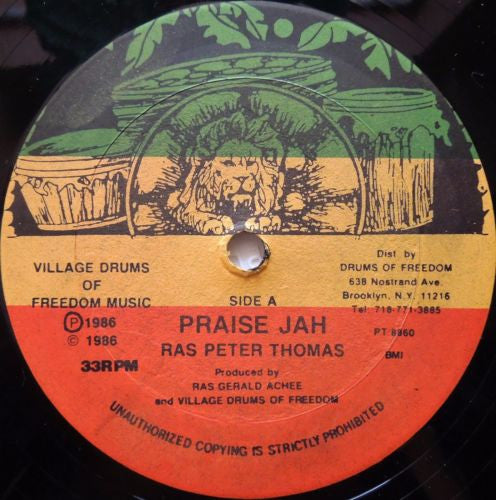 VILLAGE DRUMS
OF
FREEDOM MUSIC
Ⓟ 1986
© 1986
33RPM
SIDE A
Dist. by
DRUMS OF FREEDOM
638 Nostrand Ave.
Brooklyn, N.Y. 11216
Tel: 718-771-3885
PT 8960
BMI
PRAISE JAH
RAS PETER THOMAS
Produced by
RAS GERALD ACHEE
and VILLAGE DRUMS OF FREEDOM
UNAUTHORIZED COPYING IS STRICTLY PROHIBITED